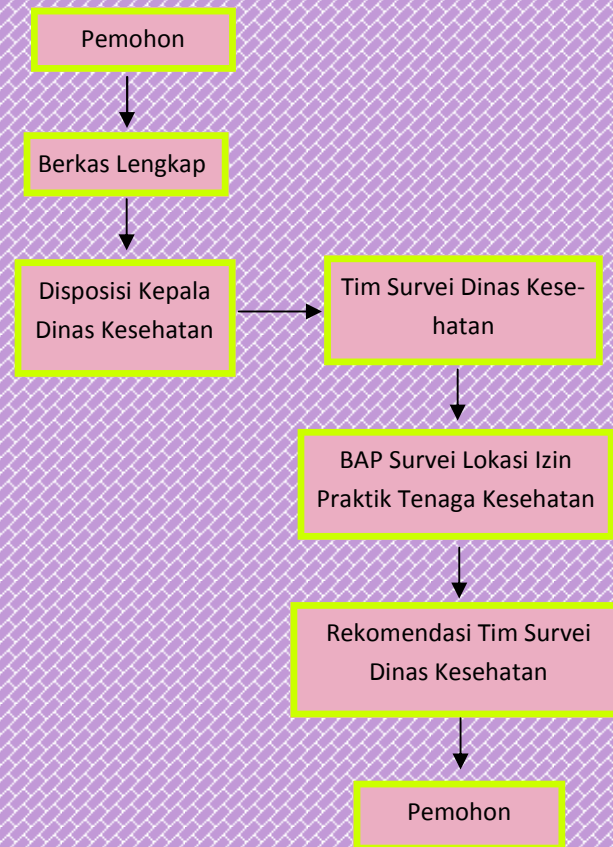 Pemohon
Berkas Lengkap
Disposisi Kepala
Dinas Kesehatan
Tim Survei Dinas Kese-
hatan
BAP Survei Lokasi Izin
Praktik Tenaga Kesehatan
Rekomendasi Tim Survei
Dinas Kesehatan
Pemohon